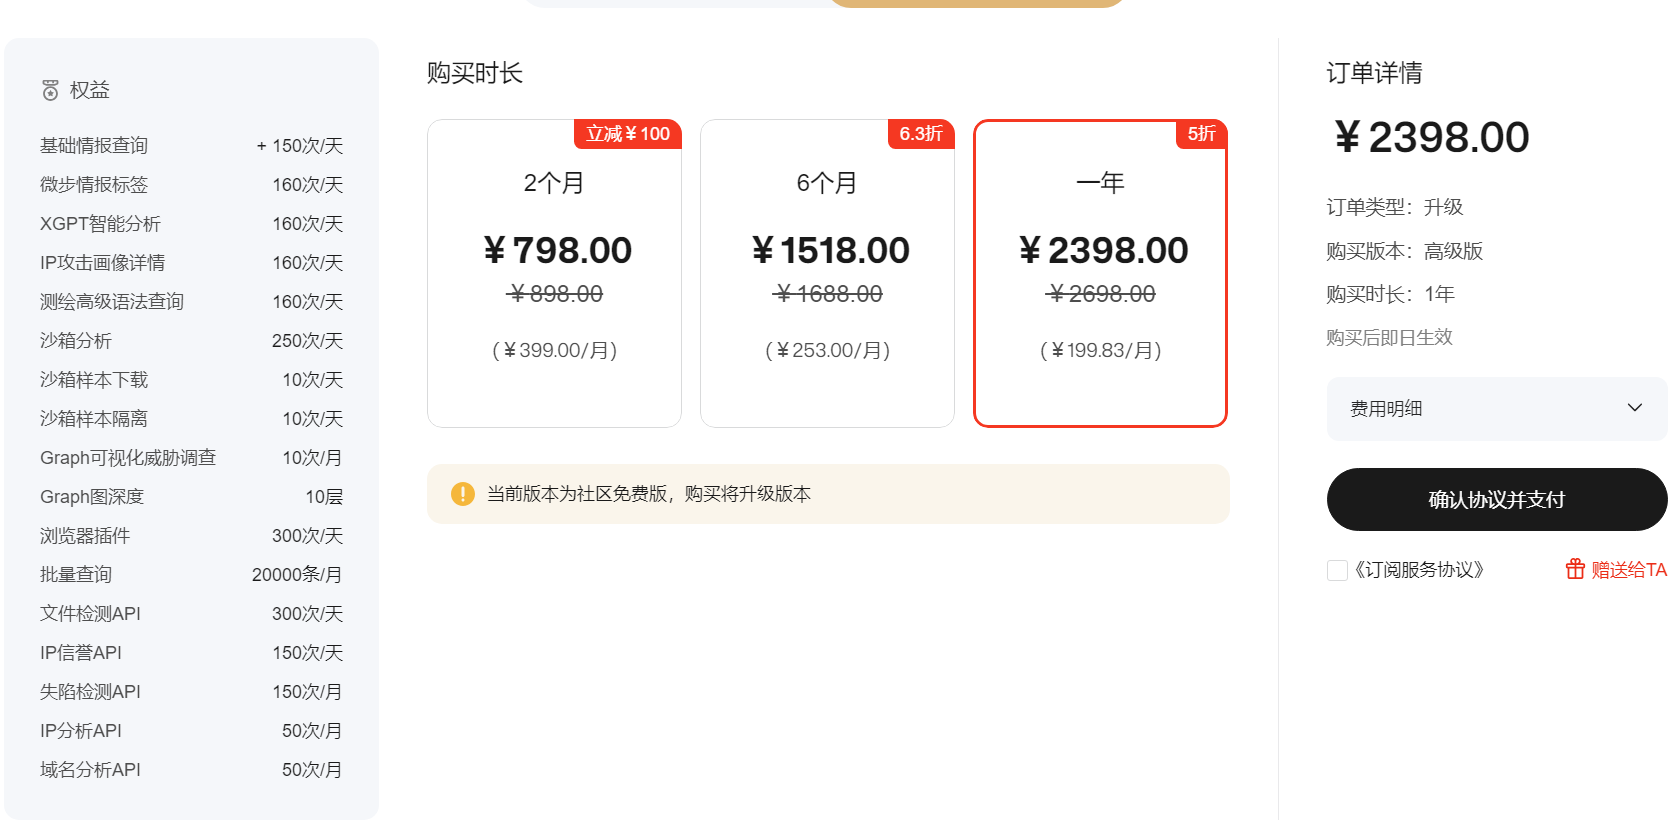 权益
基础情报查询 + 150次/天
微步情报标签 160次/天
XGPT智能分析 160次/天
IP攻击画像详情 160次/天
测绘高级语法查询 160次/天
沙箱分析 250次/天
沙箱样本下载 10次/天
沙箱样本隔离 10次/天
Graph可视化威胁调查 10次/月
Graph图深度 10层
浏览器插件 300次/天
批量查询 20000条/月
文件检测API 300次/天
IP信誉API 150次/天
失陷检测API 150次/月
IP分析API 50次/月
域名分析API 50次/月
购买时长
立减¥100
2个月
¥798.00
¥898.00
(¥399.00/月)
6.3折
6个月
¥1518.00
¥1688.00
(¥253.00/月)
5折
一年
¥2398.00
¥2698.00
(¥199.83/月)
当前版本为社区免费版，购买将升级版本
订单详情
¥2398.00
订单类型：升级
购买版本：高级版
购买时长：1年
购买后即日生效
费用明细
确认协议并支付
《订阅服务协议》 赠送给TA